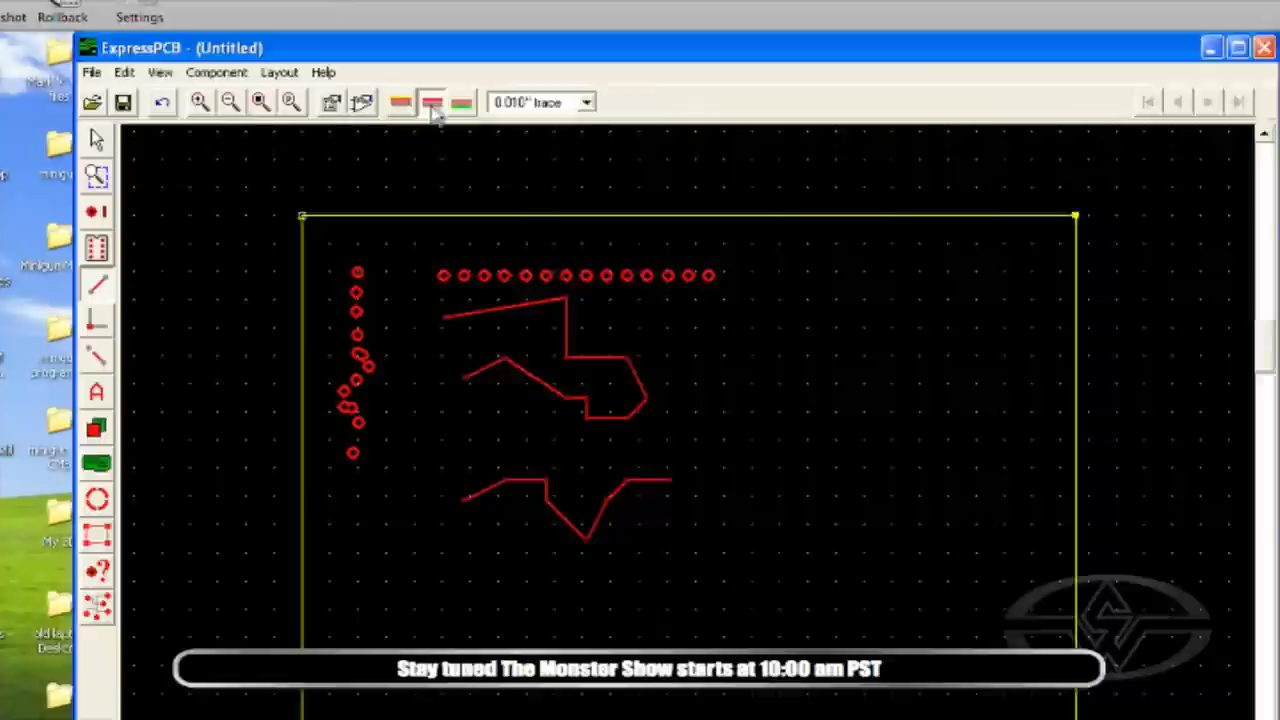 shot Rollback Settings
ExpressPCB - (Untitled)
File Edit View Component Layout Help
0.010" trace
A
?
Stay tuned The Monster Show starts at 10:00 am PST